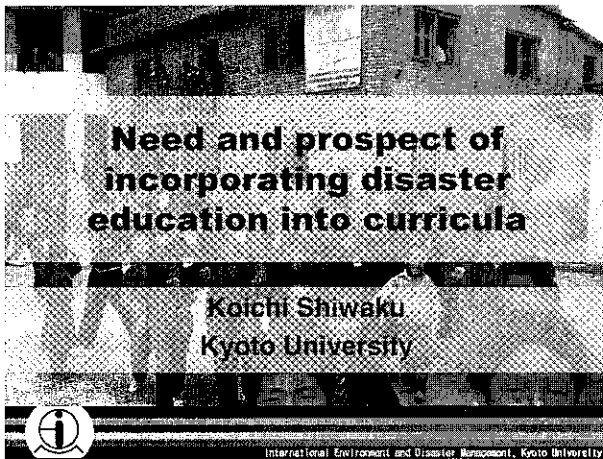 Need and prospect of
incorporating disaster
education into curricula
Koichi Shiwaku
Kyoto University
International Environment and Disaster Management, Kyoto University